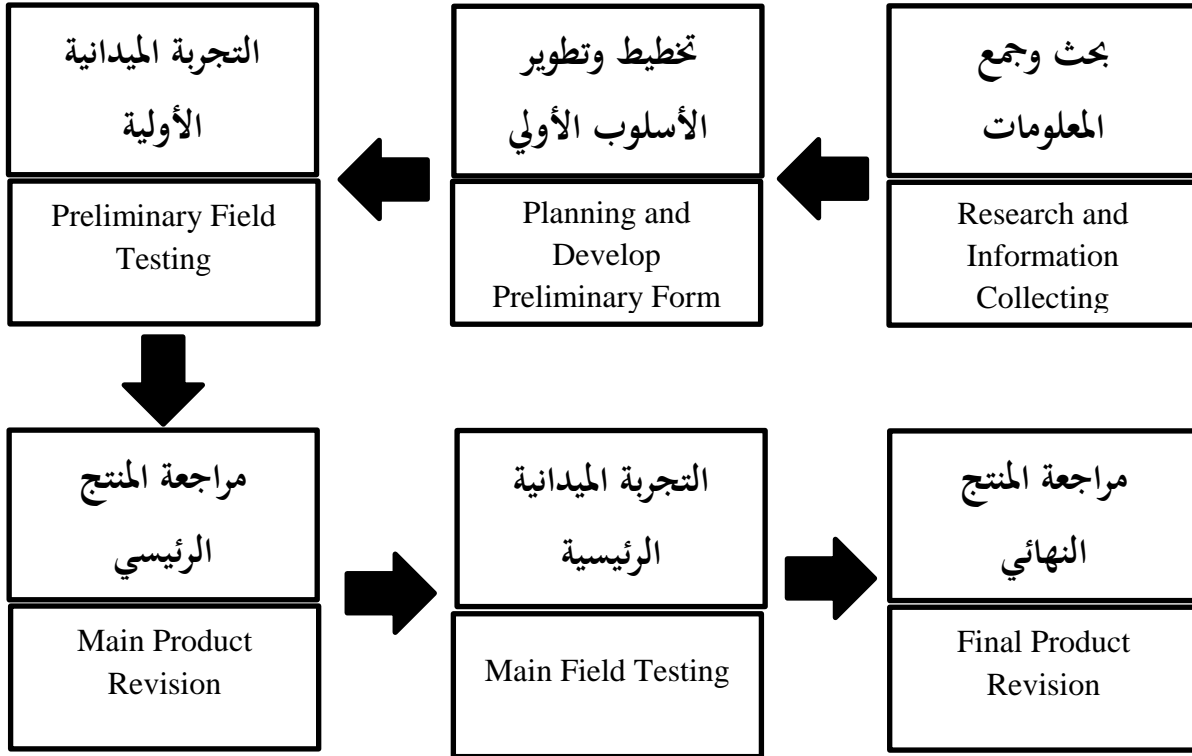 بحث وجمع
المعلومات
Research and
Information
Collecting
تخطيط وتطوير
الأسلوب الأولي
Planning and
Develop
Preliminary Form
التجربة الميدانية
الأولية
Preliminary Field
Testing
مراجعة المنتج
الرئيسي
Main Product
Revision
التجربة الميدانية
الرئيسية
Main Field Testing
مراجعة المنتج
النهائي
Final Product
Revision